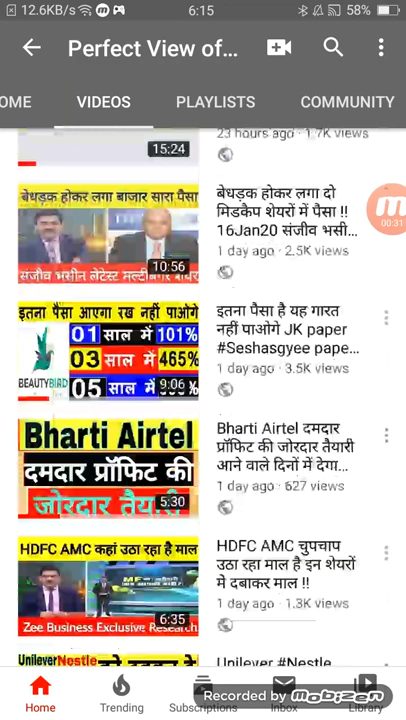 12.6KB/s
6:15
58%
Perfect View of...
OME
VIDEOS
PLAYLISTS
COMMUNITY
15:24
23 hours ago · 1.7K views
00:31
बेधड़क होकर लगा बाजार सारा पैसा
10:56
संजीव भसीन लेटेस्ट मल्टीबैगर शेयर
बेधड़क होकर लगा दो
मिडकैप शेयरों में पैसा !!
16Jan20 संजीव भसी...
1 day ago · 2.5K views
इतना पैसा आएगा रख नहीं पाओगे
01 साल में 101%
03 साल में 465%
05 साल में
BEAUTYBIRD
9:06
इतना पैसा है यह गारत
नहीं पाओगे JK paper
#Seshasgyee pape...
1 day ago · 3.5K views
Bharti Airtel
दमदार प्रॉफिट की
जोरदार तैयारी
5:30
Bharti Airtel दमदार
प्रॉफिट की जोरदार तैयारी
आने वाले दिनों में देगा...
1 day ago · 627 views
HDFC AMC कहां उठा रहा है माल
Zee Business Exclusive Research
6:35
HDFC AMC चुपचाप
उठा रहा माल है इन शेयरों
मे दबाकर माल !!
1 day ago · 1.3K views
Unilever Nestle
Unilever #Nestle
Home
Trending
Subscriptions
Inbox
Library
Recorded by Mobizen